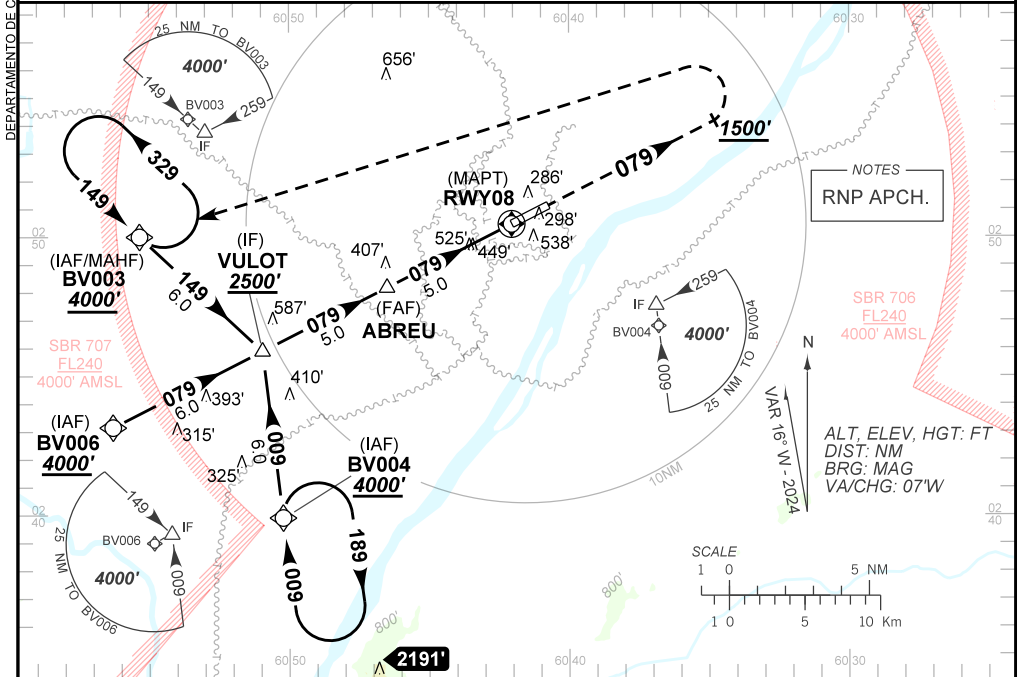 DEPARTAMENTO DE C
60 50
60 40
60 30
25 NM TO BV003
4000'
149
BV003
259
IF
656'
329
149
1500'
079
NOTES
RNP APCH.
(MAPT)
RWY08
286'
298'
538'
525'
449'
407'
02
50
02
50
(IAF/MAHF)
BV003
4000'
(IF)
VULOT
2500'
149
6.0
079
5.0
079
5.0
(FAF)
ABREU
587'
259
IF
BV004
4000'
009
25 NM TO BV004
SBR 706
FL240
4000' AMSL
SBR 707
FL240
4000' AMSL
N
VAR 16° W - 2024
ALT, ELEV, HGT: FT
DIST: NM
BRG: MAG
VA/CHG: 07'W
079
6.0
393'
410'
315'
325'
009
6.0
(IAF)
BV006
4000'
(IAF)
BV004
4000'
10NM
149
IF
BV006
4000'
009
25 NM TO BV006
02
40
02
40
189
009
SCALE
1 0 5 NM
1 0 5 10 Km
800'
800'
2191'
60 50
60 40
60 30